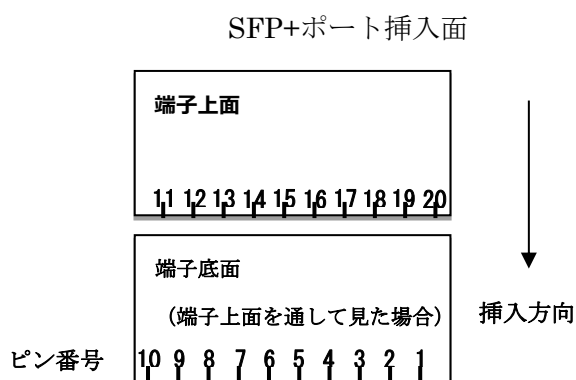 SFP+ポート挿入面
端子上面
11 12 13 14 15 16 17 18 19 20
端子底面
（端子上面を通して見た場合）
挿入方向
ピン番号 10 9 8 7 6 5 4 3 2 1